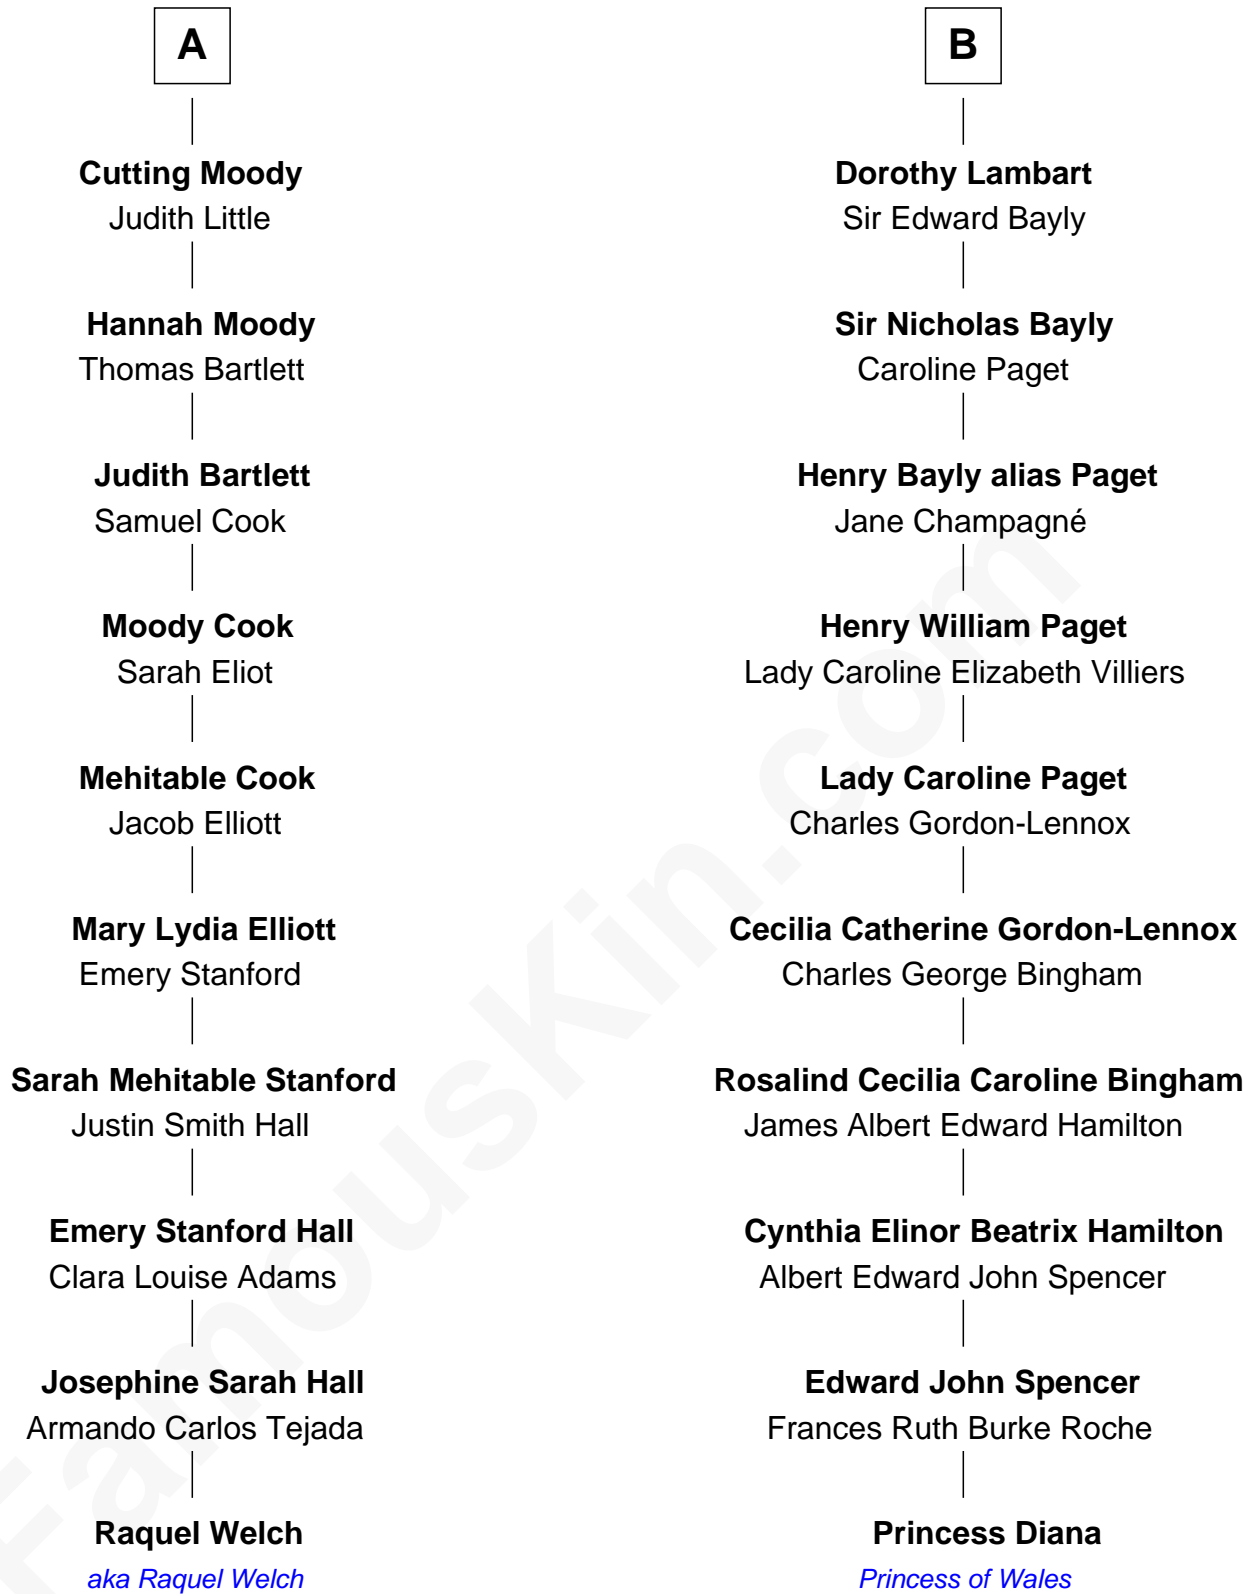 A
Cutting Moody
Judith Little
Hannah Moody
Thomas Bartlett
Judith Bartlett
Samuel Cook
Moody Cook
Sarah Eliot
Mehitable Cook
Jacob Elliott
Mary Lydia Elliott
Emery Stanford
Sarah Mehitable Stanford
Justin Smith Hall
Emery Stanford Hall
Clara Louise Adams
Josephine Sarah Hall
Armando Carlos Tejada
Raquel Welch
aka Raquel Welch
B
Dorothy Lambart
Sir Edward Bayly
Sir Nicholas Bayly
Caroline Paget
Henry Bayly alias Paget
Jane Champagné
Henry William Paget
Lady Caroline Elizabeth Villiers
Lady Caroline Paget
Charles Gordon-Lennox
Cecilia Catherine Gordon-Lennox
Charles George Bingham
Rosalind Cecilia Caroline Bingham
James Albert Edward Hamilton
Cynthia Elinor Beatrix Hamilton
Albert Edward John Spencer
Edward John Spencer
Frances Ruth Burke Roche
Princess Diana
Princess of Wales
FamousKin.com